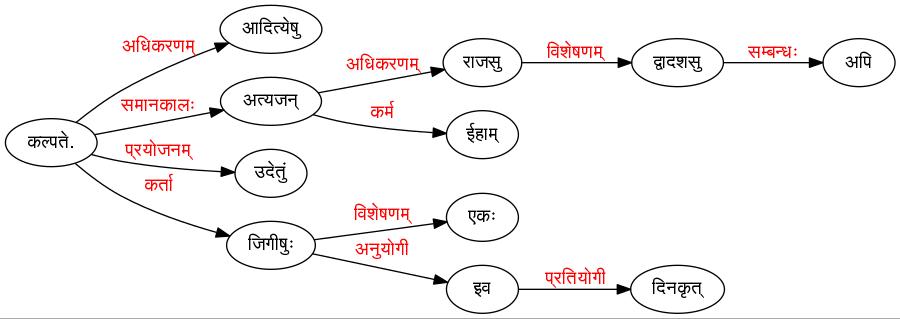 आदित्येषु
अधिकरणम्
राजसु
विशेषणम्
द्वादशसु
सम्बन्धः
अपि
अधिकरणम्
समानकालः
अत्यजन्
कर्म
ईहाम्
कल्पते.
प्रयोजनम्
उदेतुं
कर्ता
विशेषणम्
एकः
जिगीषुः
अनुयोगी
इव
प्रतियोगी
दिनकृत्